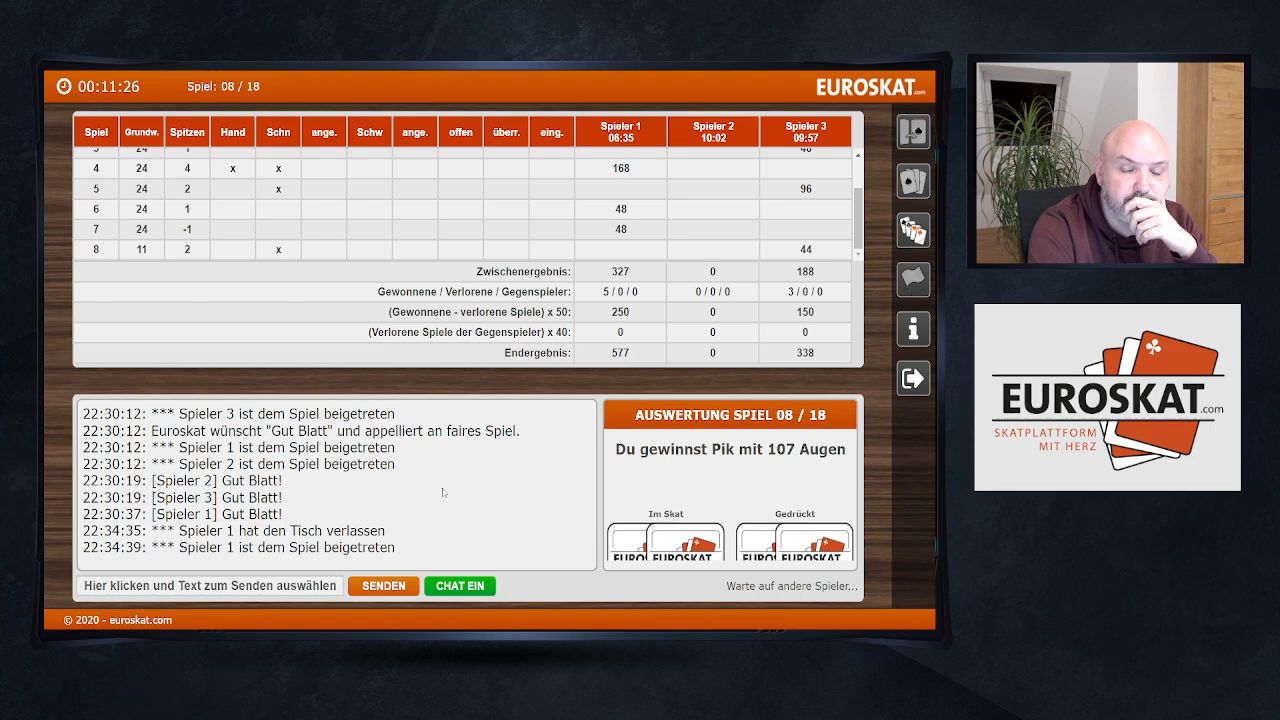 00:11:26 Spiel: 08 / 18 EUROSKAT.com
Spiel Grundw. Spitzen Hand Schn ange. Schw ange. offen überr. eing. Spieler 1 06:35 Spieler 2 10:02 Spieler 3 09:57
4 24 4 x x 168
5 24 2 x 96
6 24 1 48
7 24 -1 48
8 11 2 x 44
Zwischenergebnis: 327 0 188
Gewonnene / Verlorene / Gegenspieler: 5 / 0 / 0 0 / 0 / 0 3 / 0 / 0
(Gewonnene - verlorene Spiele) x 50: 250 0 150
(Verlorene Spiele der Gegenspieler) x 40: 0 0 0
Endergebnis: 577 0 338
22:30:12: *** Spieler 3 ist dem Spiel beigetreten
22:30:12: Euroskat wünscht "Gut Blatt" und appelliert an faires Spiel.
22:30:12: *** Spieler 1 ist dem Spiel beigetreten
22:30:12: *** Spieler 2 ist dem Spiel beigetreten
22:30:19: [Spieler 2] Gut Blatt!
22:30:19: [Spieler 3] Gut Blatt!
22:30:37: [Spieler 1] Gut Blatt!
22:34:35: *** Spieler 1 hat den Tisch verlassen
22:34:39: *** Spieler 1 ist dem Spiel beigetreten
Hier klicken und Text zum Senden auswählen SENDEN CHAT EIN
AUSWERTUNG SPIEL 08 / 18
Du gewinnst Pik mit 107 Augen
Im Skat Gedrückt
Warte auf andere Spieler...
© 2020 - euroskat.com
EUROSKAT.com
SKATPLATTFORM
MIT HERZ